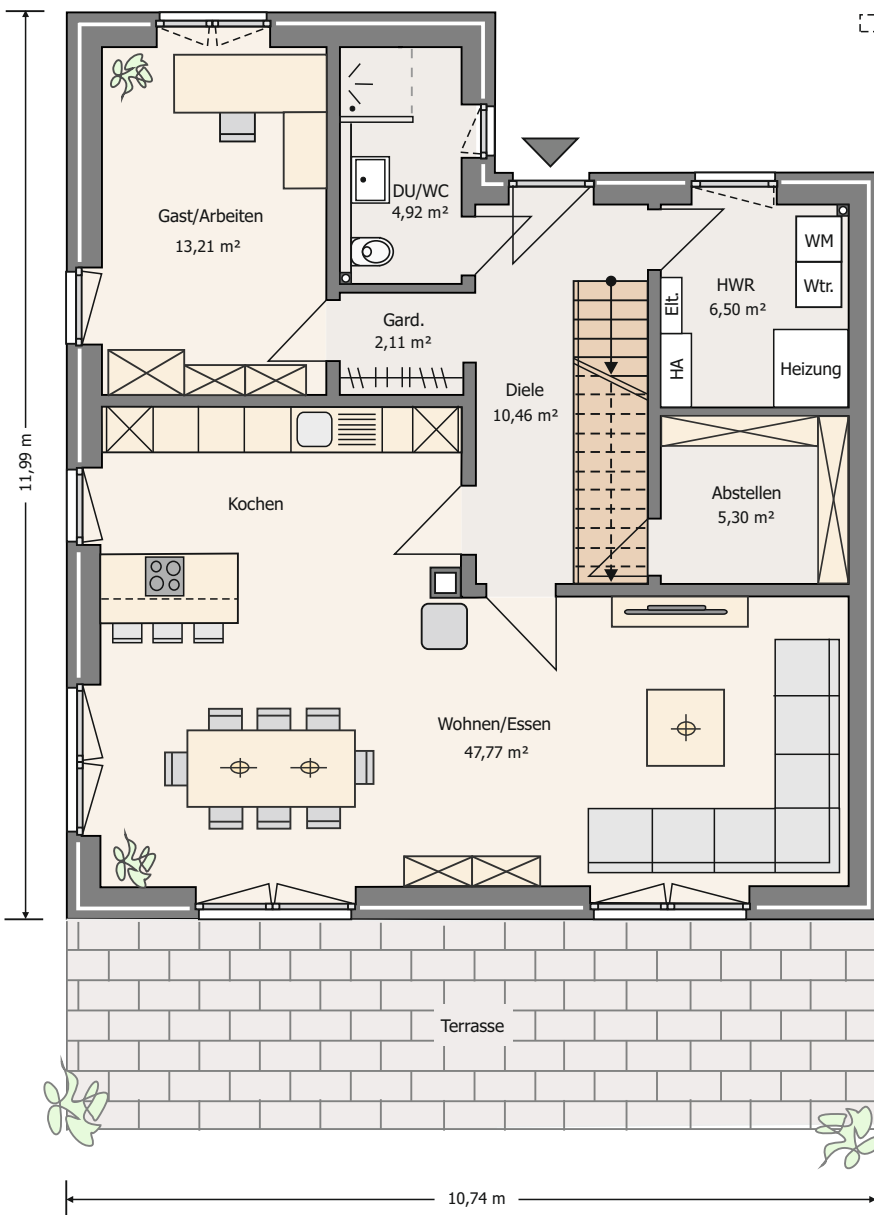 Gast/Arbeiten
13,21 m²
DU/WC
4,92 m²
WM
Wtr.
HWR
6,50 m²
Elt.
HA
Heizung
Gard.
2,11 m²
Diele
10,46 m²
11,99 m
Kochen
Abstellen
5,30 m²
Wohnen/Essen
47,77 m²
Terrasse
10,74 m